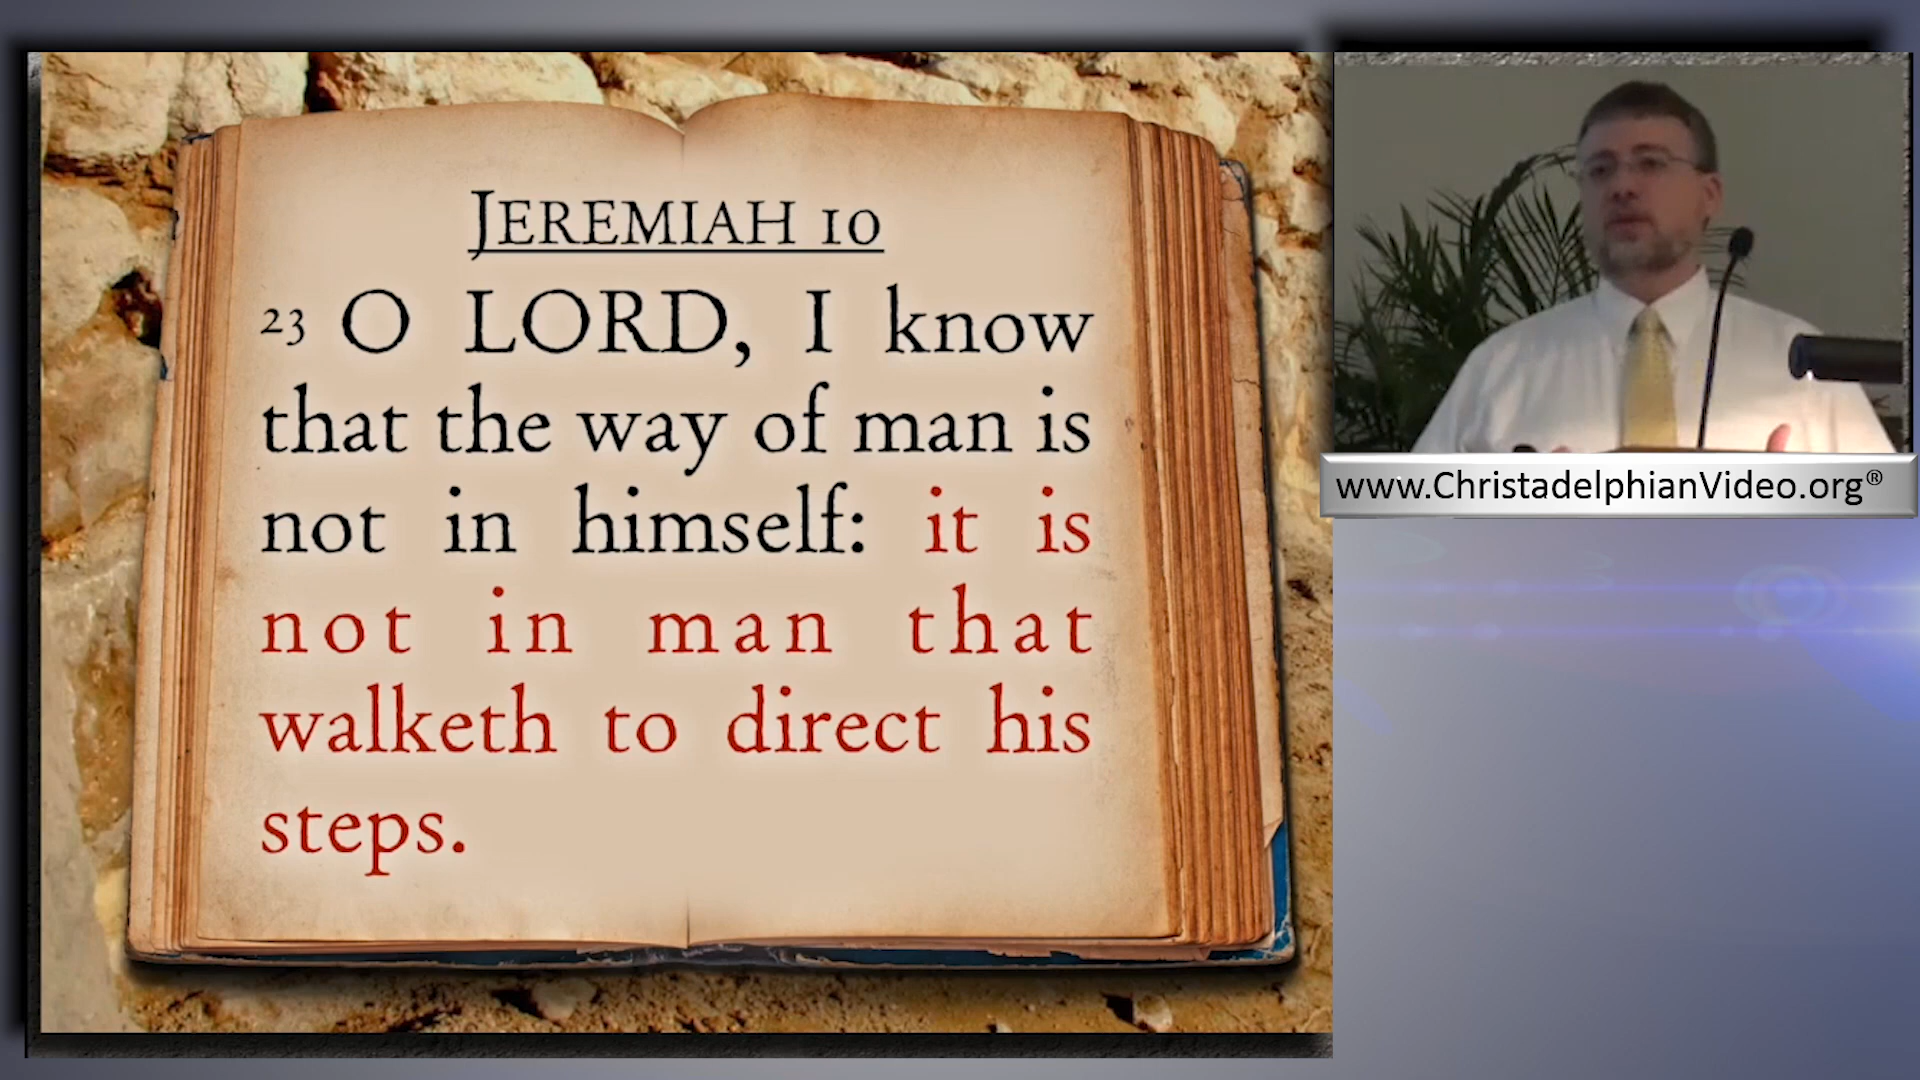 JEREMIAH 10
23 O LORD, I know
that the way of man is
not in himself: it is
not in man that
walketh to direct his
steps.
www.ChristadelphianVideo.org®